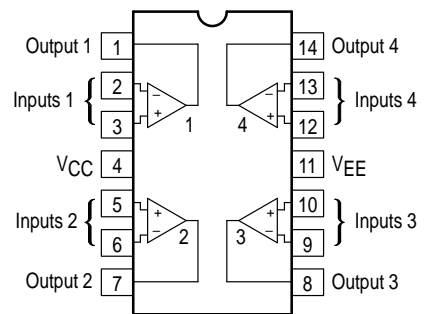 Output 1 1 14 Output 4
Inputs 1 2 13 Inputs 4
3 1 4 12
VCC 4 11 VEE
Inputs 2 5 10 Inputs 3
6 2 3 9
Output 2 7 8 Output 3